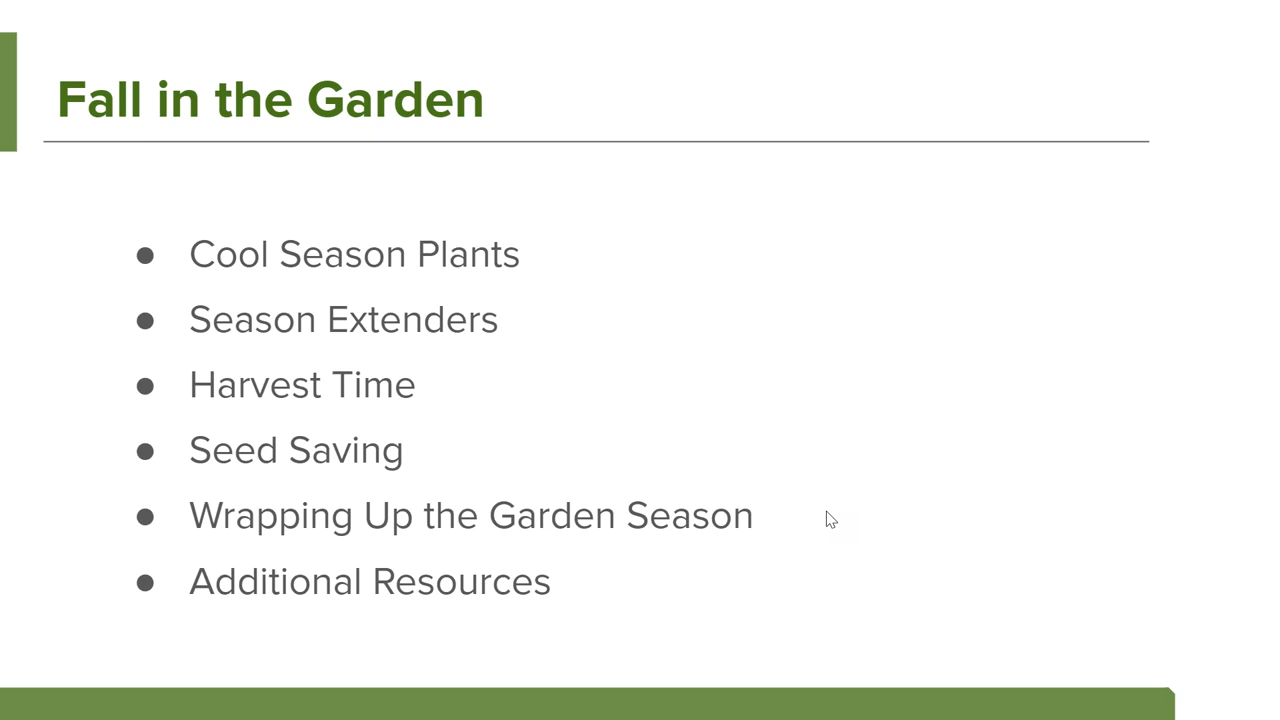 Fall in the Garden
● Cool Season Plants
● Season Extenders
● Harvest Time
● Seed Saving
● Wrapping Up the Garden Season
● Additional Resources